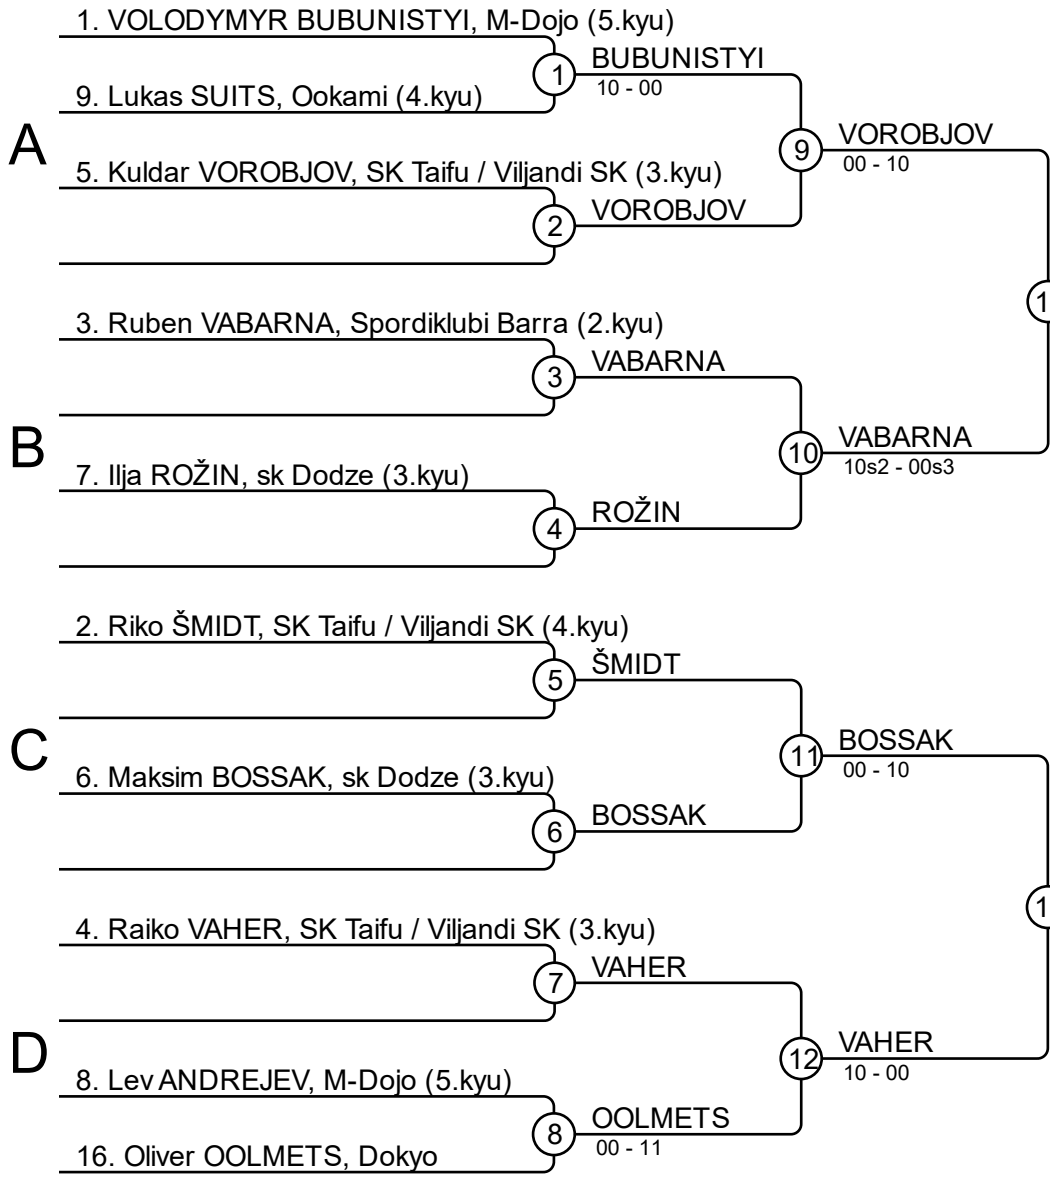 1. VOLODYMYR BUBUNISTYI, M-Dojo (5.kyu)
1
BUBUNISTYI
10 - 00
9. Lukas SUITS, Ookami (4.kyu)
A
9
VOROBJOV
00 - 10
5. Kuldar VOROBJOV, SK Taifu / Viljandi SK (3.kyu)
2
VOROBJOV
1
3. Ruben VABARNA, Spordiklubi Barra (2.kyu)
3
VABARNA
B
10
VABARNA
10s2 - 00s3
7. Ilja ROŽIN, sk Dodze (3.kyu)
4
ROŽIN
2. Riko ŠMIDT, SK Taifu / Viljandi SK (4.kyu)
5
ŠMIDT
C
11
BOSSAK
00 - 10
6. Maksim BOSSAK, sk Dodze (3.kyu)
6
BOSSAK
1
4. Raiko VAHER, SK Taifu / Viljandi SK (3.kyu)
7
VAHER
D
12
VAHER
10 - 00
8. Lev ANDREJEV, M-Dojo (5.kyu)
8
OOLMETS
00 - 11
16. Oliver OOLMETS, Dokyo